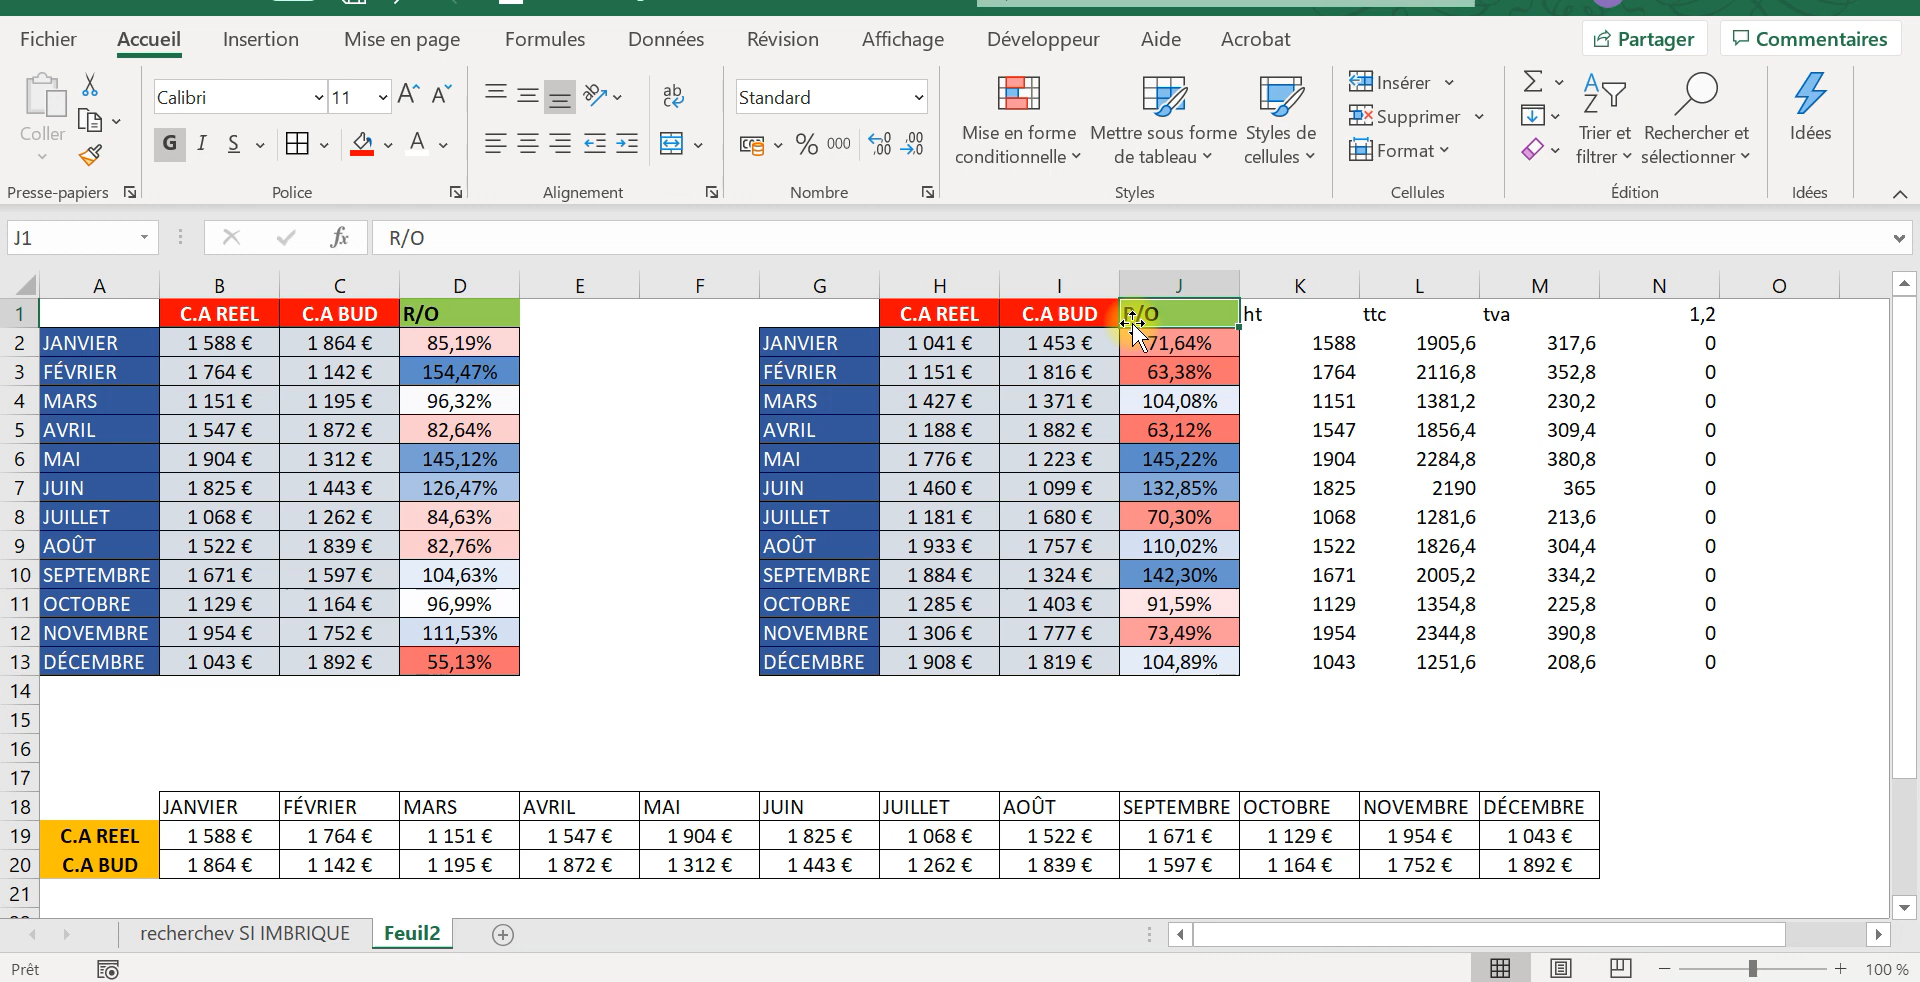 Fichier Accueil Insertion Mise en page Formules Données Révision Affichage Développeur Aide Acrobat Partager Commentaires
Coller Calibri 11 Standard Mise en forme conditionnelle Mettre sous forme de tableau Styles de cellules Insérer Supprimer Format Trier et filtrer Rechercher et sélectionner Idées
G I S A % 000
Presse-papiers Police Alignement Nombre Styles Cellules Édition Idées
J1 fx R/O
A B C D E F G H I J K L M N O
1 C.A REEL C.A BUD R/O C.A REEL C.A BUD R/O ht ttc tva 1,2
2 JANVIER 1 588 € 1 864 € 85,19% JANVIER 1 041 € 1 453 € 71,64% 1588 1905,6 317,6 0
3 FÉVRIER 1 764 € 1 142 € 154,47% FÉVRIER 1 151 € 1 816 € 63,38% 1764 2116,8 352,8 0
4 MARS 1 151 € 1 195 € 96,32% MARS 1 427 € 1 371 € 104,08% 1151 1381,2 230,2 0
5 AVRIL 1 547 € 1 872 € 82,64% AVRIL 1 188 € 1 882 € 63,12% 1547 1856,4 309,4 0
6 MAI 1 904 € 1 312 € 145,12% MAI 1 776 € 1 223 € 145,22% 1904 2284,8 380,8 0
7 JUIN 1 825 € 1 443 € 126,47% JUIN 1 460 € 1 099 € 132,85% 1825 2190 365 0
8 JUILLET 1 068 € 1 262 € 84,63% JUILLET 1 181 € 1 680 € 70,30% 1068 1281,6 213,6 0
9 AOÛT 1 522 € 1 839 € 82,76% AOÛT 1 933 € 1 757 € 110,02% 1522 1826,4 304,4 0
10 SEPTEMBRE 1 671 € 1 597 € 104,63% SEPTEMBRE 1 884 € 1 324 € 142,30% 1671 2005,2 334,2 0
11 OCTOBRE 1 129 € 1 164 € 96,99% OCTOBRE 1 285 € 1 403 € 91,59% 1129 1354,8 225,8 0
12 NOVEMBRE 1 954 € 1 752 € 111,53% NOVEMBRE 1 306 € 1 777 € 73,49% 1954 2344,8 390,8 0
13 DÉCEMBRE 1 043 € 1 892 € 55,13% DÉCEMBRE 1 908 € 1 819 € 104,89% 1043 1251,6 208,6 0
14
15
16
17
18 JANVIER FÉVRIER MARS AVRIL MAI JUIN JUILLET AOÛT SEPTEMBRE OCTOBRE NOVEMBRE DÉCEMBRE
19 C.A REEL 1 588 € 1 764 € 1 151 € 1 547 € 1 904 € 1 825 € 1 068 € 1 522 € 1 671 € 1 129 € 1 954 € 1 043 €
20 C.A BUD 1 864 € 1 142 € 1 195 € 1 872 € 1 312 € 1 443 € 1 262 € 1 839 € 1 597 € 1 164 € 1 752 € 1 892 €
21
recherchev SI IMBRIQUE Feuil2
Prêt 100 %